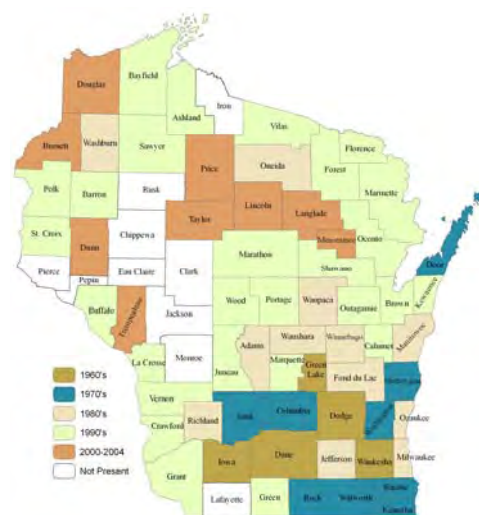 Bayfield
Douglas
Iron
Ashland
Vilas
Burnett
Washburn
Sawyer
Florence
Price
Oneida
Forest
Polk
Barron
Rusk
Marinette
Lincoln
Langlade
Taylor
Chippewa
Menominee
Oconto
St. Croix
Dunn
Marathon
Door
Pierce
Pepin
Eau Claire
Clark
Shawano
Kewaunee
Buffalo
Trempealeau
Jackson
Wood
Portage
Waupaca
Outagamie
Brown
Manitowoc
Adams
Waushara
Winnebago
Calumet
La Crosse
Monroe
Juneau
Marquette
Green
Lake
Fond du Lac
Sheboygan
1960's
1970's
1980's
1990's
2000-2004
Not Present
Vernon
Sauk
Columbia
Dodge
Washington
Ozaukee
Crawford
Richland
Iowa
Dane
Jefferson
Waukesha
Milwaukee
Grant
Lafayette
Green
Rock
Walworth
Racine
Kenosha